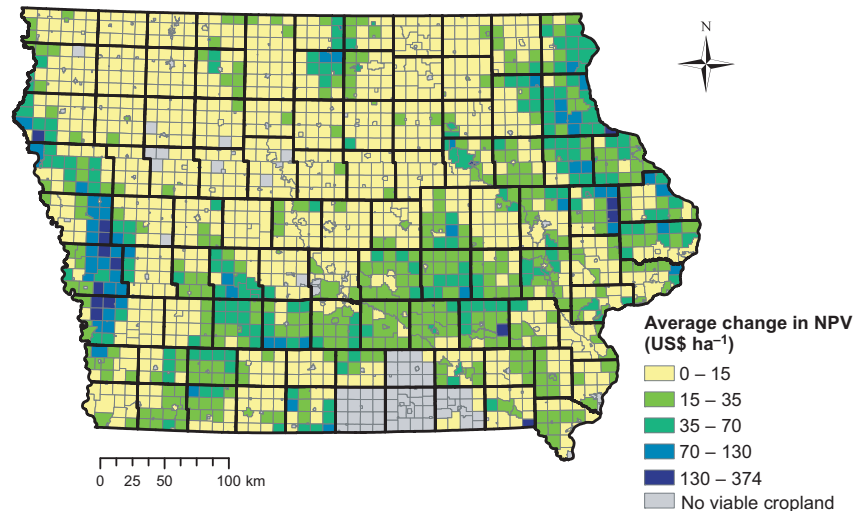 N
Average change in NPV
(US$ ha⁻¹)
0 – 15
15 – 35
35 – 70
70 – 130
130 – 374
No viable cropland
0 25 50 100 km